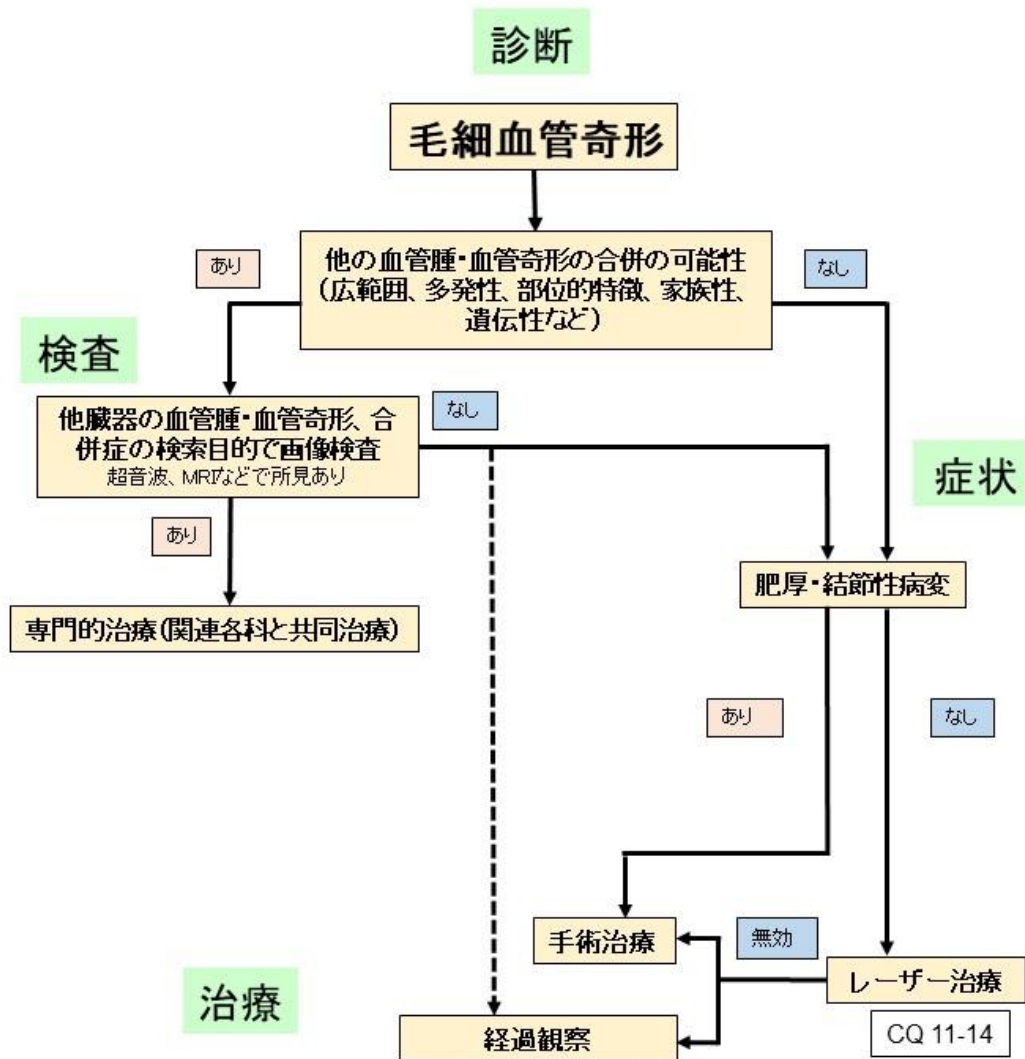 診断
毛細血管奇形
あり
他の血管腫・血管奇形の合併の可能性
(広範囲、多発性、部位的特徴、家族性、
遺伝性など)
なし
検査
他臓器の血管腫・血管奇形、合
併症の検索目的で画像検査
超音波、MRIなどで所見あり
なし
症状
あり
肥厚・結節性病変
専門的治療(関連各科と共同治療)
あり
なし
手術治療
無効
レーザー治療
治療
経過観察
CQ 11-14